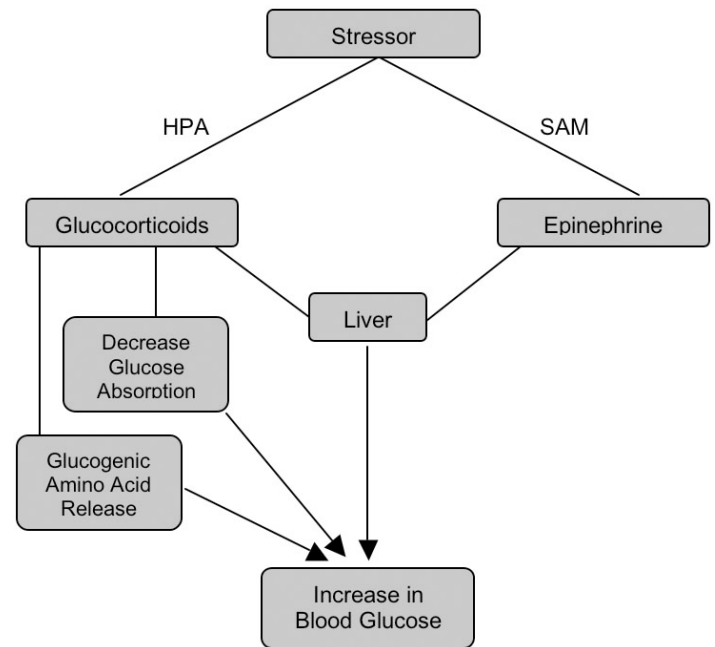 Stressor
HPA
SAM
Glucocorticoids
Epinephrine
Liver
Decrease
Glucose
Absorption
Glucogenic
Amino Acid
Release
Increase in
Blood Glucose